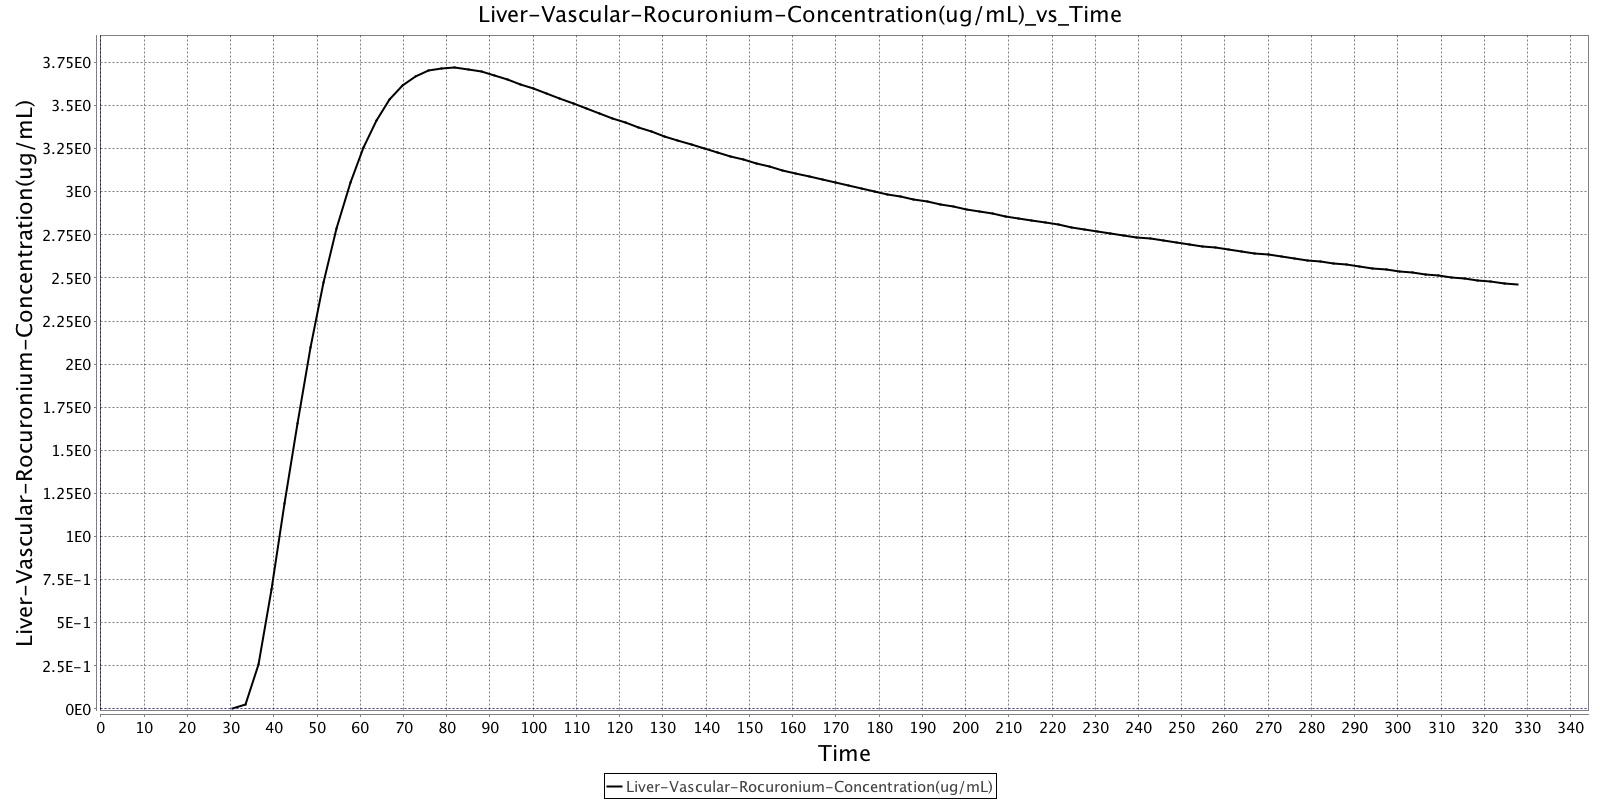 Liver-Vascular-Rocuronium-Concentration(ug/mL)_vs_Time
Liver-Vascular-Rocuronium-Concentration(ug/mL)
3.75E0
3.5E0
3.25E0
3E0
2.75E0
2.5E0
2.25E0
2E0
1.75E0
1.5E0
1.25E0
1E0
7.5E-1
5E-1
2.5E-1
0E0
0 10 20 30 40 50 60 70 80 90 100 110 120 130 140 150 160 170 180 190 200 210 220 230 240 250 260 270 280 290 300 310 320 330 340
Time
Liver-Vascular-Rocuronium-Concentration(ug/mL)